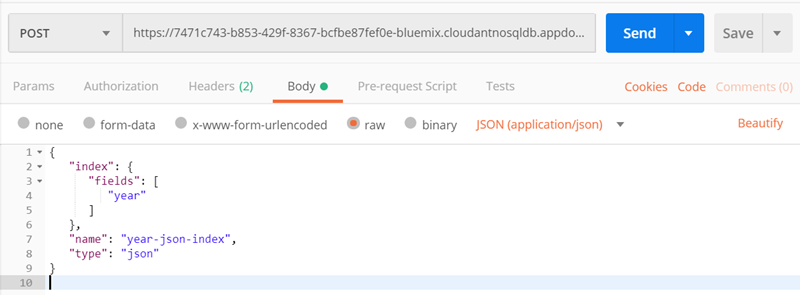 POST https://7471c743-b853-429f-8367-bcfbe87fef0e-bluemix.cloudantnosqldb.appdo... Send Save
Params Authorization Headers (2) Body Pre-request Script Tests Cookies Code Comments (0)
none form-data x-www-form-urlencoded raw binary JSON (application/json) Beautify
1 {
2 "index": {
3 "fields": [
4 "year"
5 ]
6 },
7 "name": "year-json-index",
8 "type": "json"
9 }
10